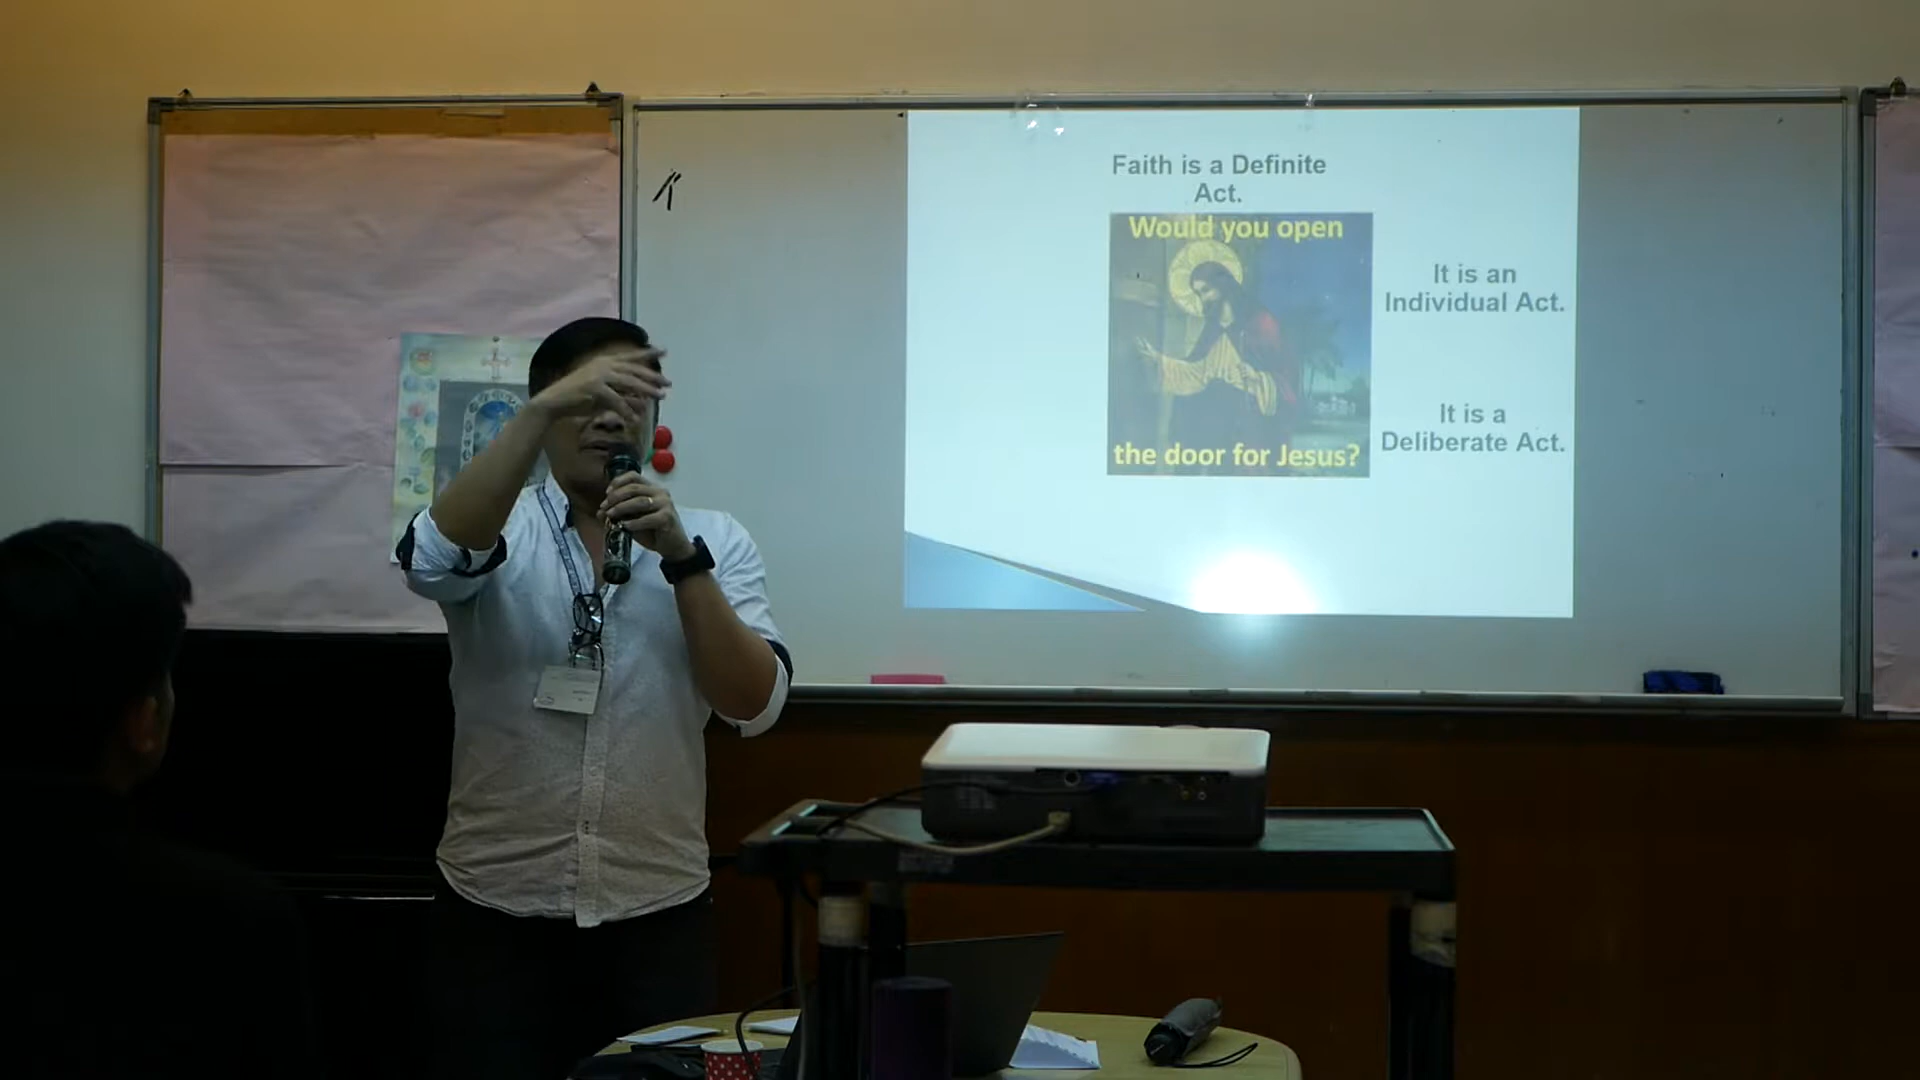 Faith is a Definite
Act.
Would you open
the door for Jesus?
It is an
Individual Act.
It is a
Deliberate Act.